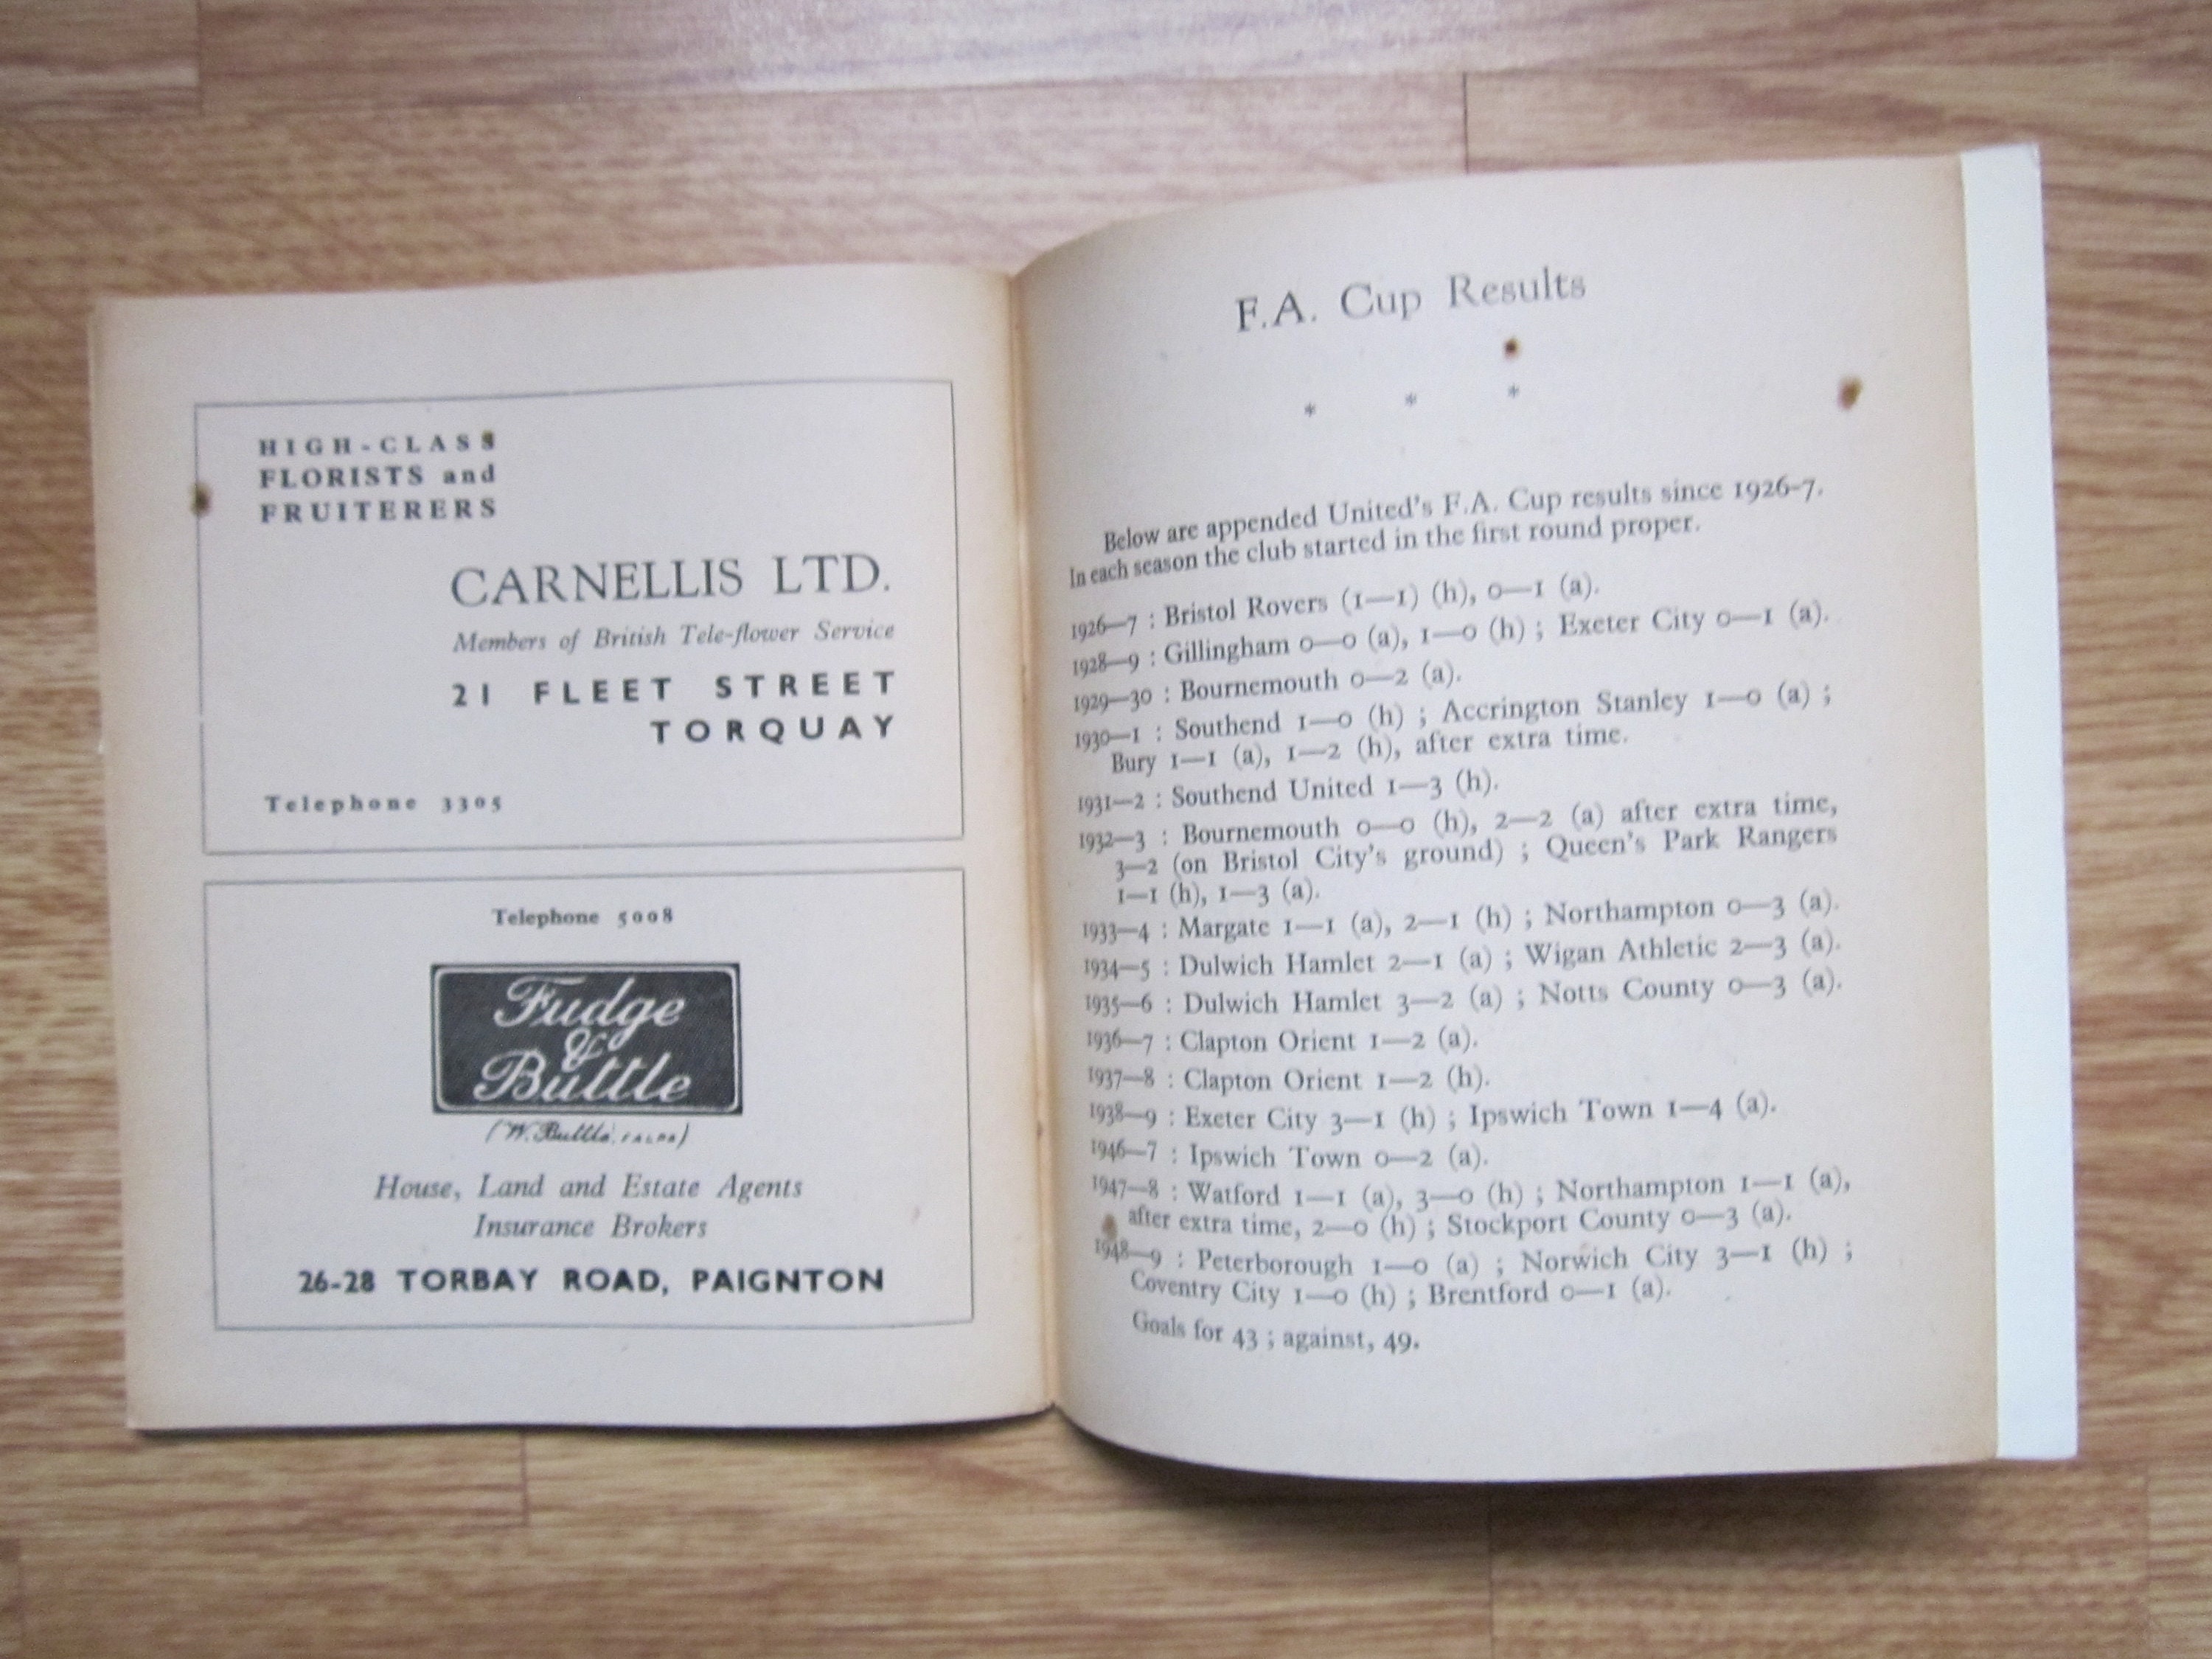 HIGH-CLASS
FLORISTS and
FRUITERERS
CARNELLIS LTD.
Members of British Tele-flower Service
21 FLEET STREET
TORQUAY
Telephone 3305
Telephone 5008
Fudge
&
Buttle
(W. Buttle, F.A.L.P.A.)
House, Land and Estate Agents
Insurance Brokers
26-28 TORBAY ROAD, PAIGNTON
F.A. Cup Results
* * *
Below are appended United's F.A. Cup results since 1926-7.
In each season the club started in the first round proper.
1926—7 : Bristol Rovers (1—1) (h), 0—1 (a).
1928—9 : Gillingham 0—0 (a), 1—0 (h) ; Exeter City 0—1 (a).
1929—30 : Bournemouth 0—2 (a).
1930—1 : Southend 1—0 (h) ; Accrington Stanley 1—0 (a) ;
Bury 1—1 (a), 1—2 (h), after extra time.
1931—2 : Southend United 1—3 (h).
1932—3 : Bournemouth 0—0 (h), 2—2 (a) after extra time,
3—2 (on Bristol City's ground) ; Queen's Park Rangers
1—1 (h), 1—3 (a).
1933—4 : Margate 1—1 (a), 2—1 (h) ; Northampton 0—3 (a).
1934—5 : Dulwich Hamlet 2—1 (a) ; Wigan Athletic 2—3 (a).
1935—6 : Dulwich Hamlet 3—2 (a) ; Notts County 0—3 (a).
1936—7 : Clapton Orient 1—2 (a).
1937—8 : Clapton Orient 1—2 (h).
1938—9 : Exeter City 3—1 (h) ; Ipswich Town 1—4 (a).
1946—7 : Ipswich Town 0—2 (a).
1947—8 : Watford 1—1 (a), 3—0 (h) ; Northampton 1—1 (a),
after extra time, 2—0 (h) ; Stockport County 0—3 (a).
1948—9 : Peterborough 1—0 (a) ; Norwich City 3—1 (h) ;
Coventry City 1—0 (h) ; Brentford 0—1 (a).
Goals for 43 ; against, 49.